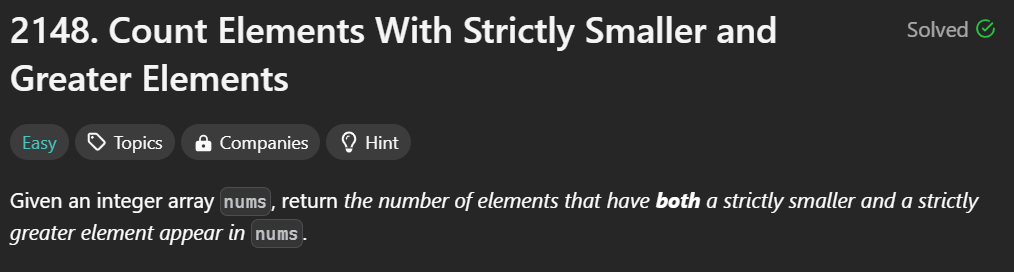 2148. Count Elements With Strictly Smaller and
Solved
Greater Elements
Easy Topics Companies Hint
Given an integer array nums, return the number of elements that have both a strictly smaller and a strictly
greater element appear in nums.